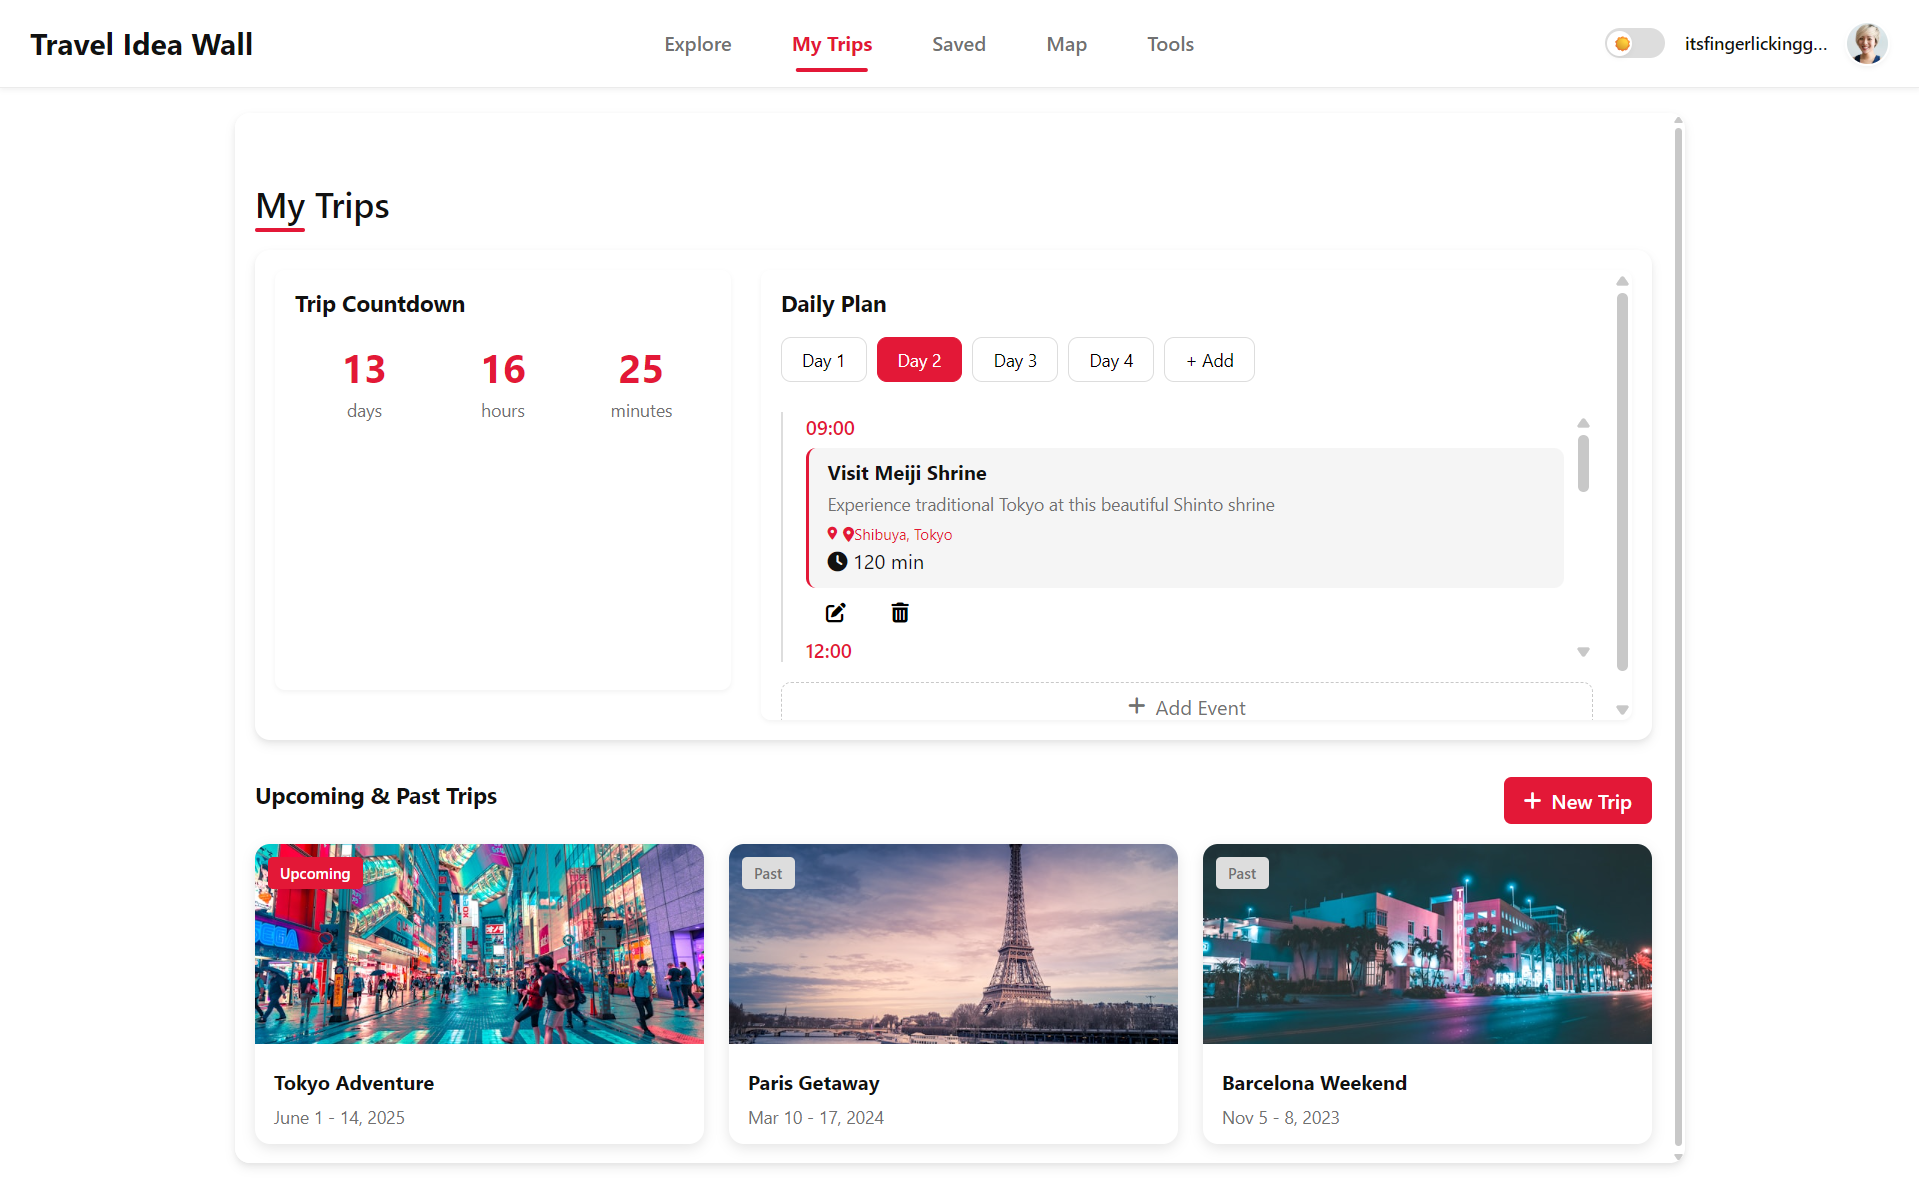 Travel Idea Wall
Explore
My Trips
Saved
Map
Tools
itsfingerlickingg...
My Trips
Trip Countdown
13
16
25
days
hours
minutes
Daily Plan
Day 1
Day 2
Day 3
Day 4
+ Add
09:00
Visit Meiji Shrine
Experience traditional Tokyo at this beautiful Shinto shrine
Shibuya, Tokyo
120 min
12:00
+ Add Event
Upcoming & Past Trips
+ New Trip
Upcoming
SEGA
Tokyo Adventure
June 1 - 14, 2025
Past
Paris Getaway
Mar 10 - 17, 2024
Past
Barcelona Weekend
Nov 5 - 8, 2023